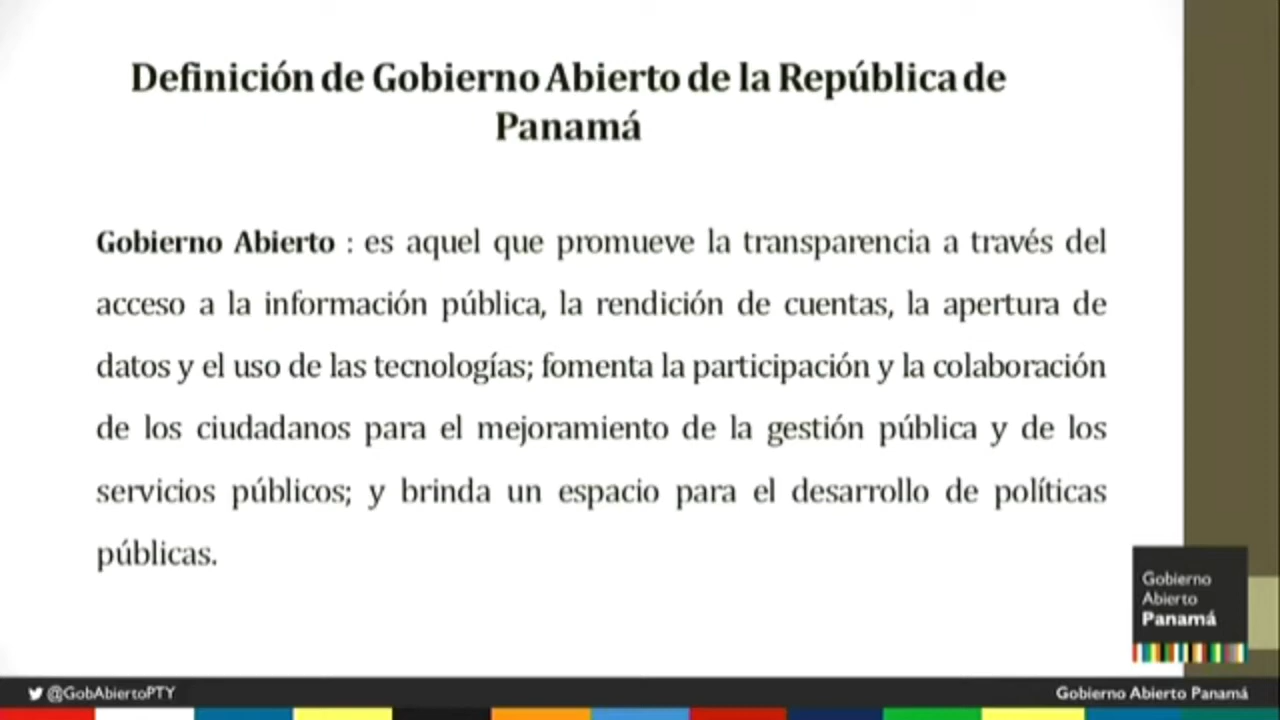 Definición de Gobierno Abierto de la República de
Panamá
Gobierno Abierto : es aquel que promueve la transparencia a través del
acceso a la información pública, la rendición de cuentas, la apertura de
datos y el uso de las tecnologías; fomenta la participación y la colaboración
de los ciudadanos para el mejoramiento de la gestión pública y de los
servicios públicos; y brinda un espacio para el desarrollo de políticas
públicas.
Gobierno
Abierto
Panamá
@GobAbiertoPTY
Gobierno Abierto Panamá